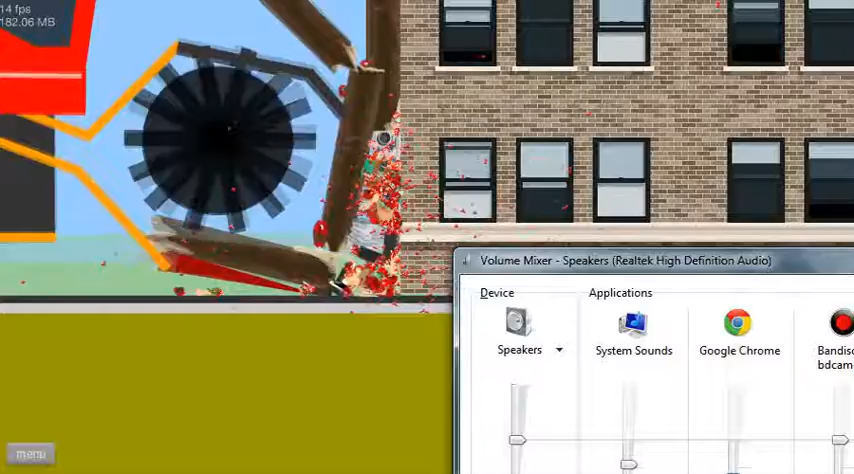 14 fps
182.06 MB
Volume Mixer - Speakers (Realtek High Definition Audio)
Device
Applications
Speakers
System Sounds
Google Chrome
Bandis
bdcam
menu